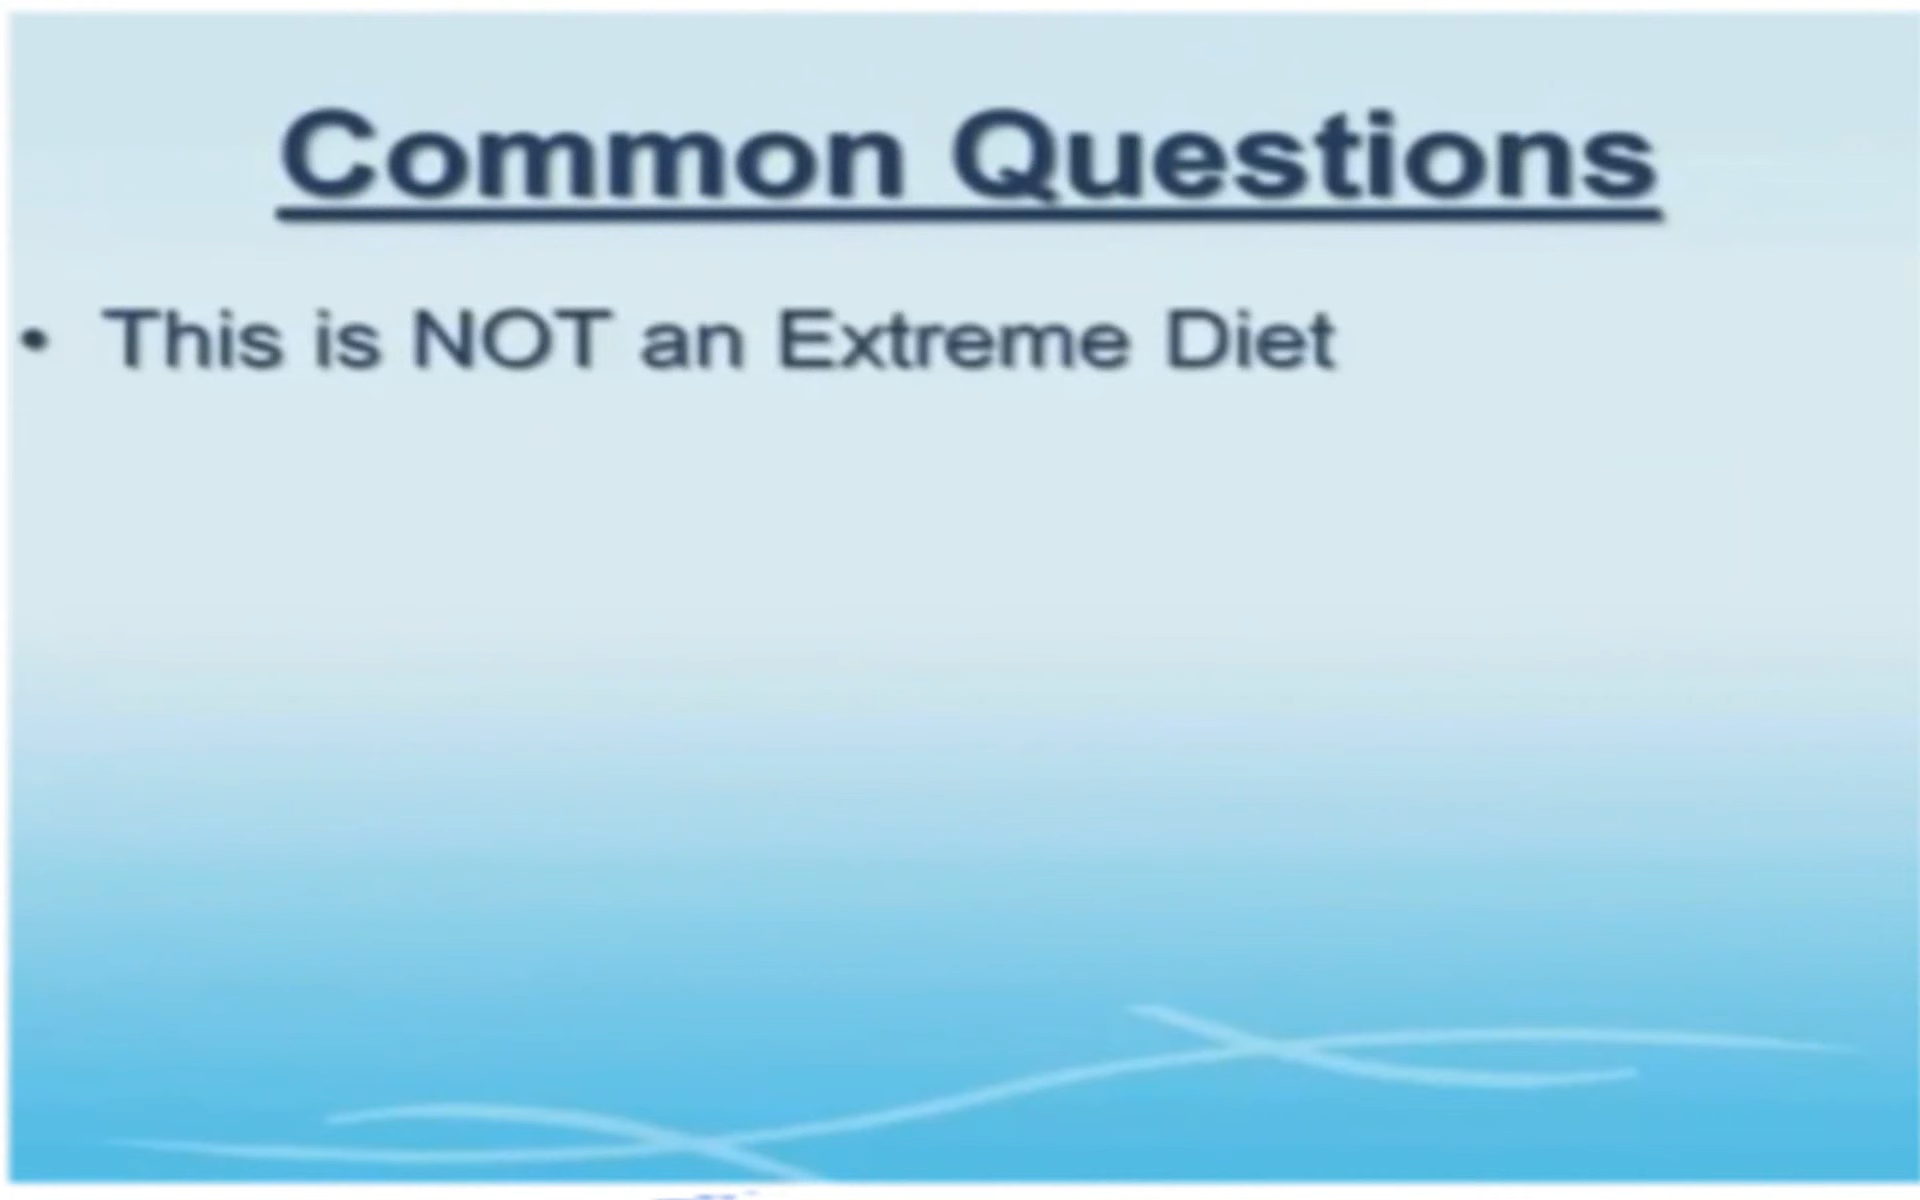 Common Questions
• This is NOT an Extreme Diet